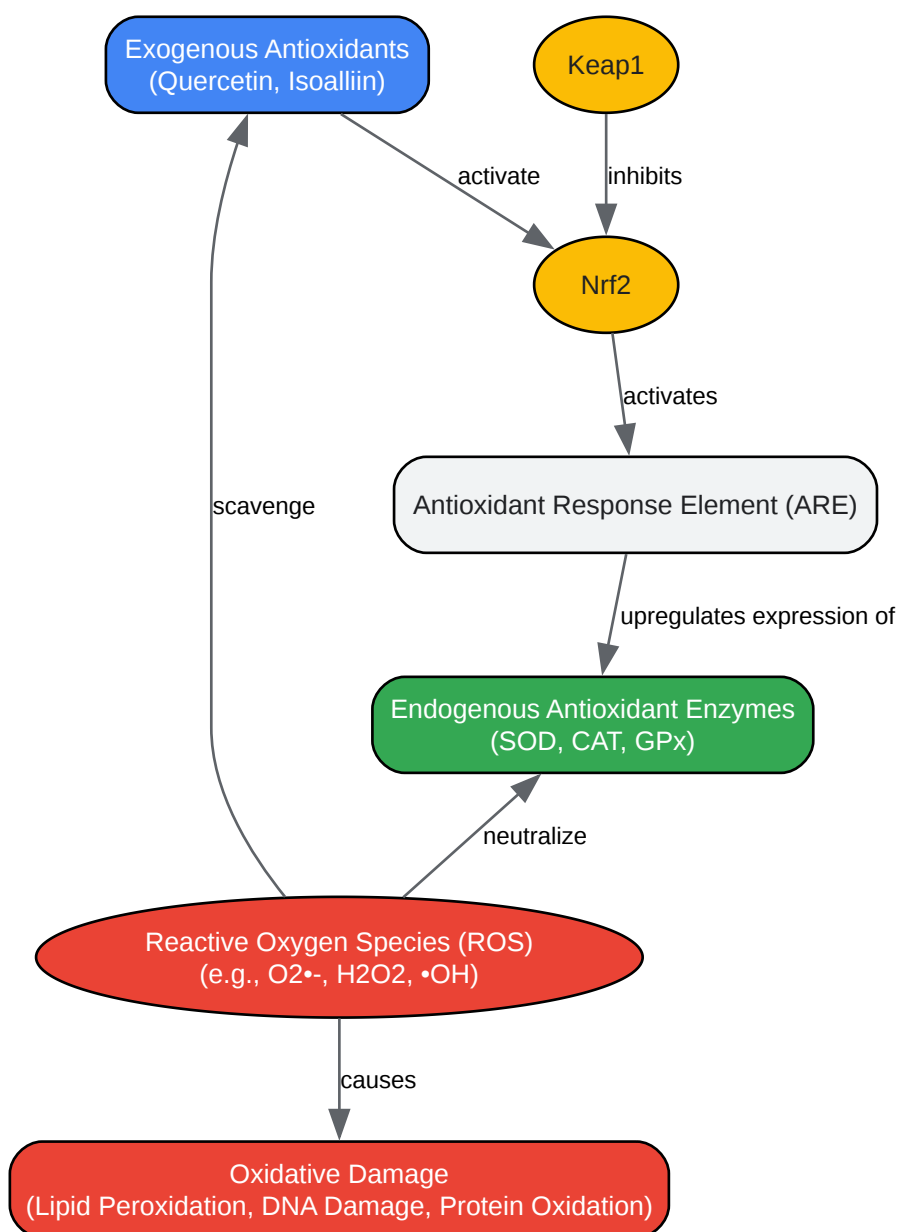 Exogenous Antioxidants
(Quercetin, Isoalliin)
Keap1
activate
inhibits
Nrf2
activates
scavenge
Antioxidant Response Element (ARE)
upregulates expression of
Endogenous Antioxidant Enzymes
(SOD, CAT, GPx)
neutralize
Reactive Oxygen Species (ROS)
(e.g., O2•-, H2O2, •OH)
causes
Oxidative Damage
(Lipid Peroxidation, DNA Damage, Protein Oxidation)